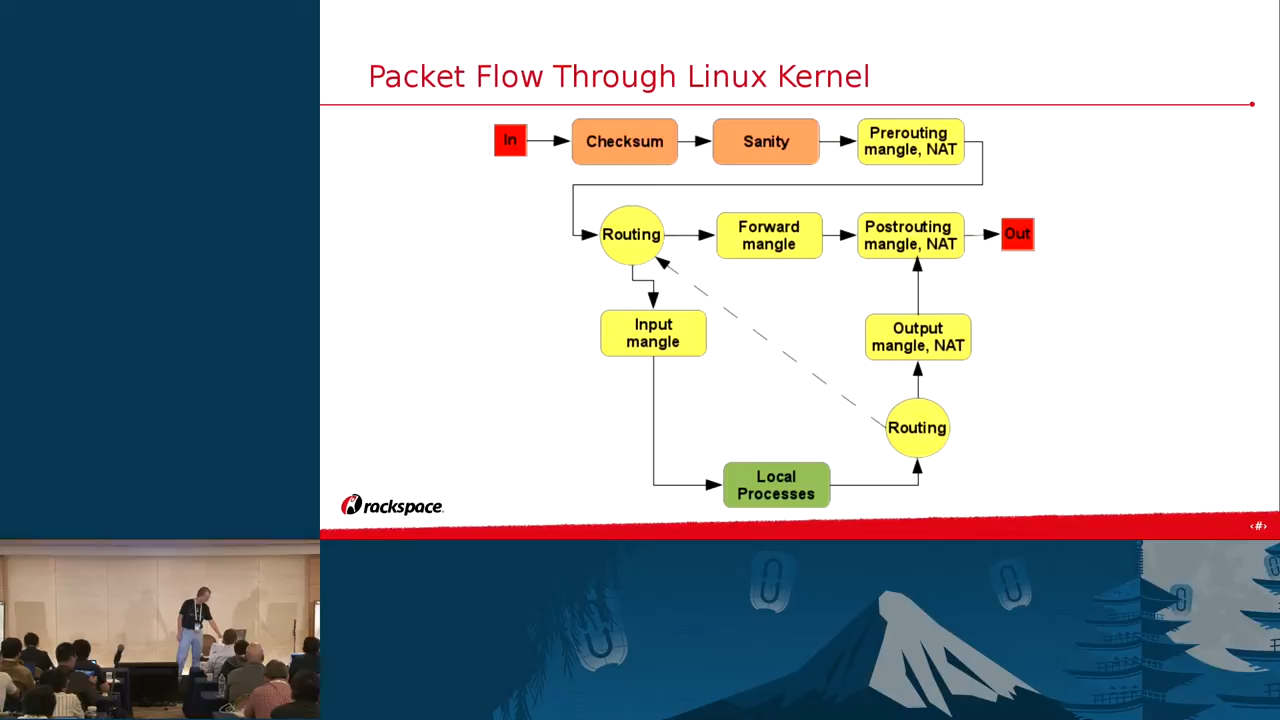 Packet Flow Through Linux Kernel
In
Checksum
Sanity
Prerouting
mangle, NAT
Routing
Forward
mangle
Postrouting
mangle, NAT
Out
Input
mangle
Output
mangle, NAT
Routing
Local
Processes
rackspace.
‹#›